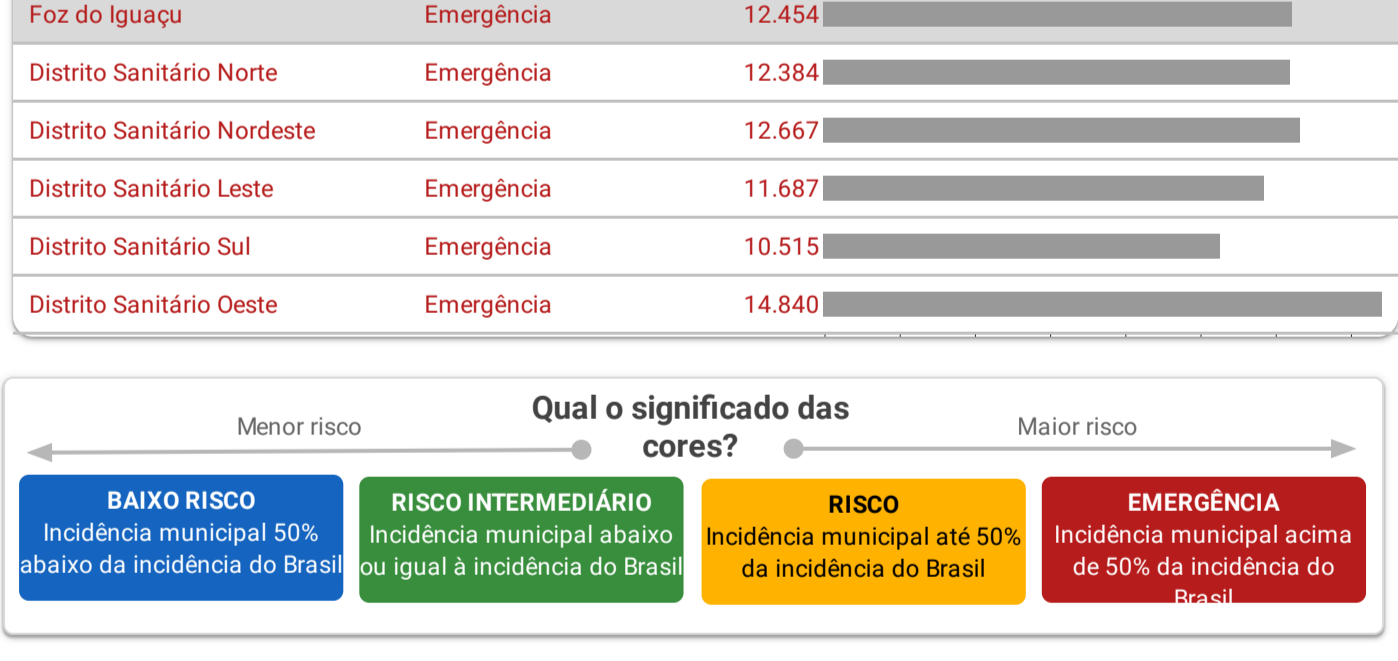 Foz do Iguaçu Emergência 12.454
Distrito Sanitário Norte Emergência 12.384
Distrito Sanitário Nordeste Emergência 12.667
Distrito Sanitário Leste Emergência 11.687
Distrito Sanitário Sul Emergência 10.515
Distrito Sanitário Oeste Emergência 14.840
Qual o significado das
cores?
Menor risco
Maior risco
BAIXO RISCO
Incidência municipal 50%
abaixo da incidência do Brasil
RISCO INTERMEDIÁRIO
Incidência municipal abaixo
ou igual à incidência do Brasil
RISCO
Incidência municipal até 50%
da incidência do Brasil
EMERGÊNCIA
Incidência municipal acima
de 50% da incidência do
Brasil